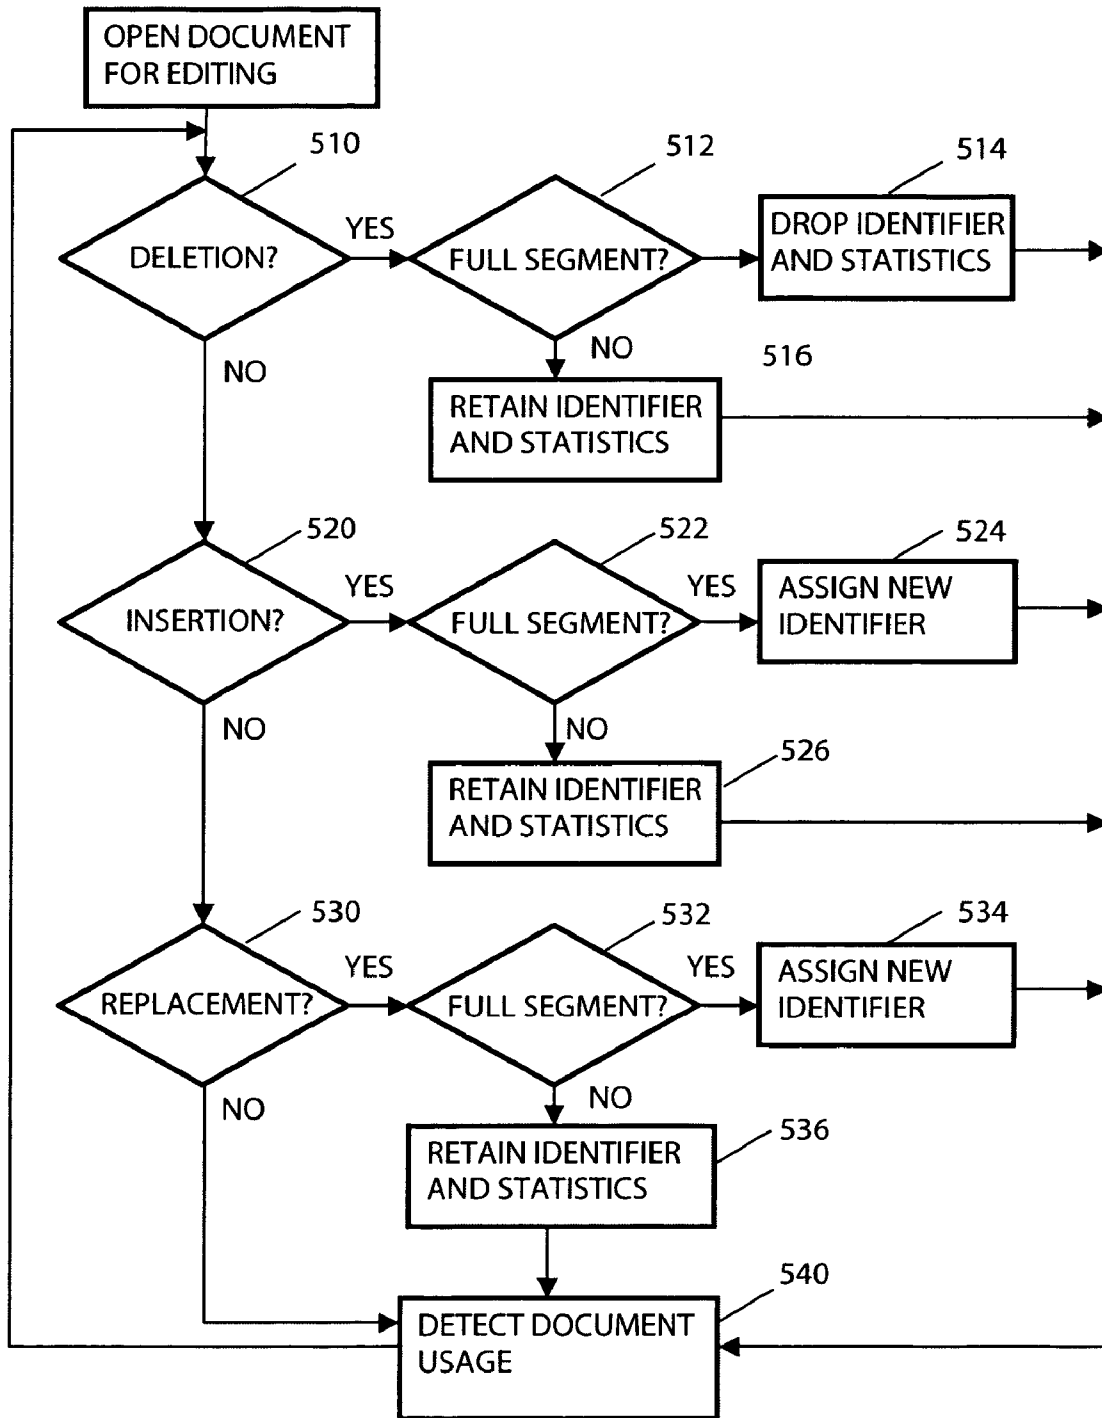 OPEN DOCUMENT
FOR EDITING
510
512
514
DELETION?
YES
FULL SEGMENT?
DROP IDENTIFIER
AND STATISTICS
NO
NO
516
RETAIN IDENTIFIER
AND STATISTICS
520
522
524
INSERTION?
YES
FULL SEGMENT?
YES
ASSIGN NEW
IDENTIFIER
NO
NO
526
RETAIN IDENTIFIER
AND STATISTICS
530
532
534
REPLACEMENT?
YES
FULL SEGMENT?
YES
ASSIGN NEW
IDENTIFIER
NO
NO
536
RETAIN IDENTIFIER
AND STATISTICS
540
DETECT DOCUMENT
USAGE